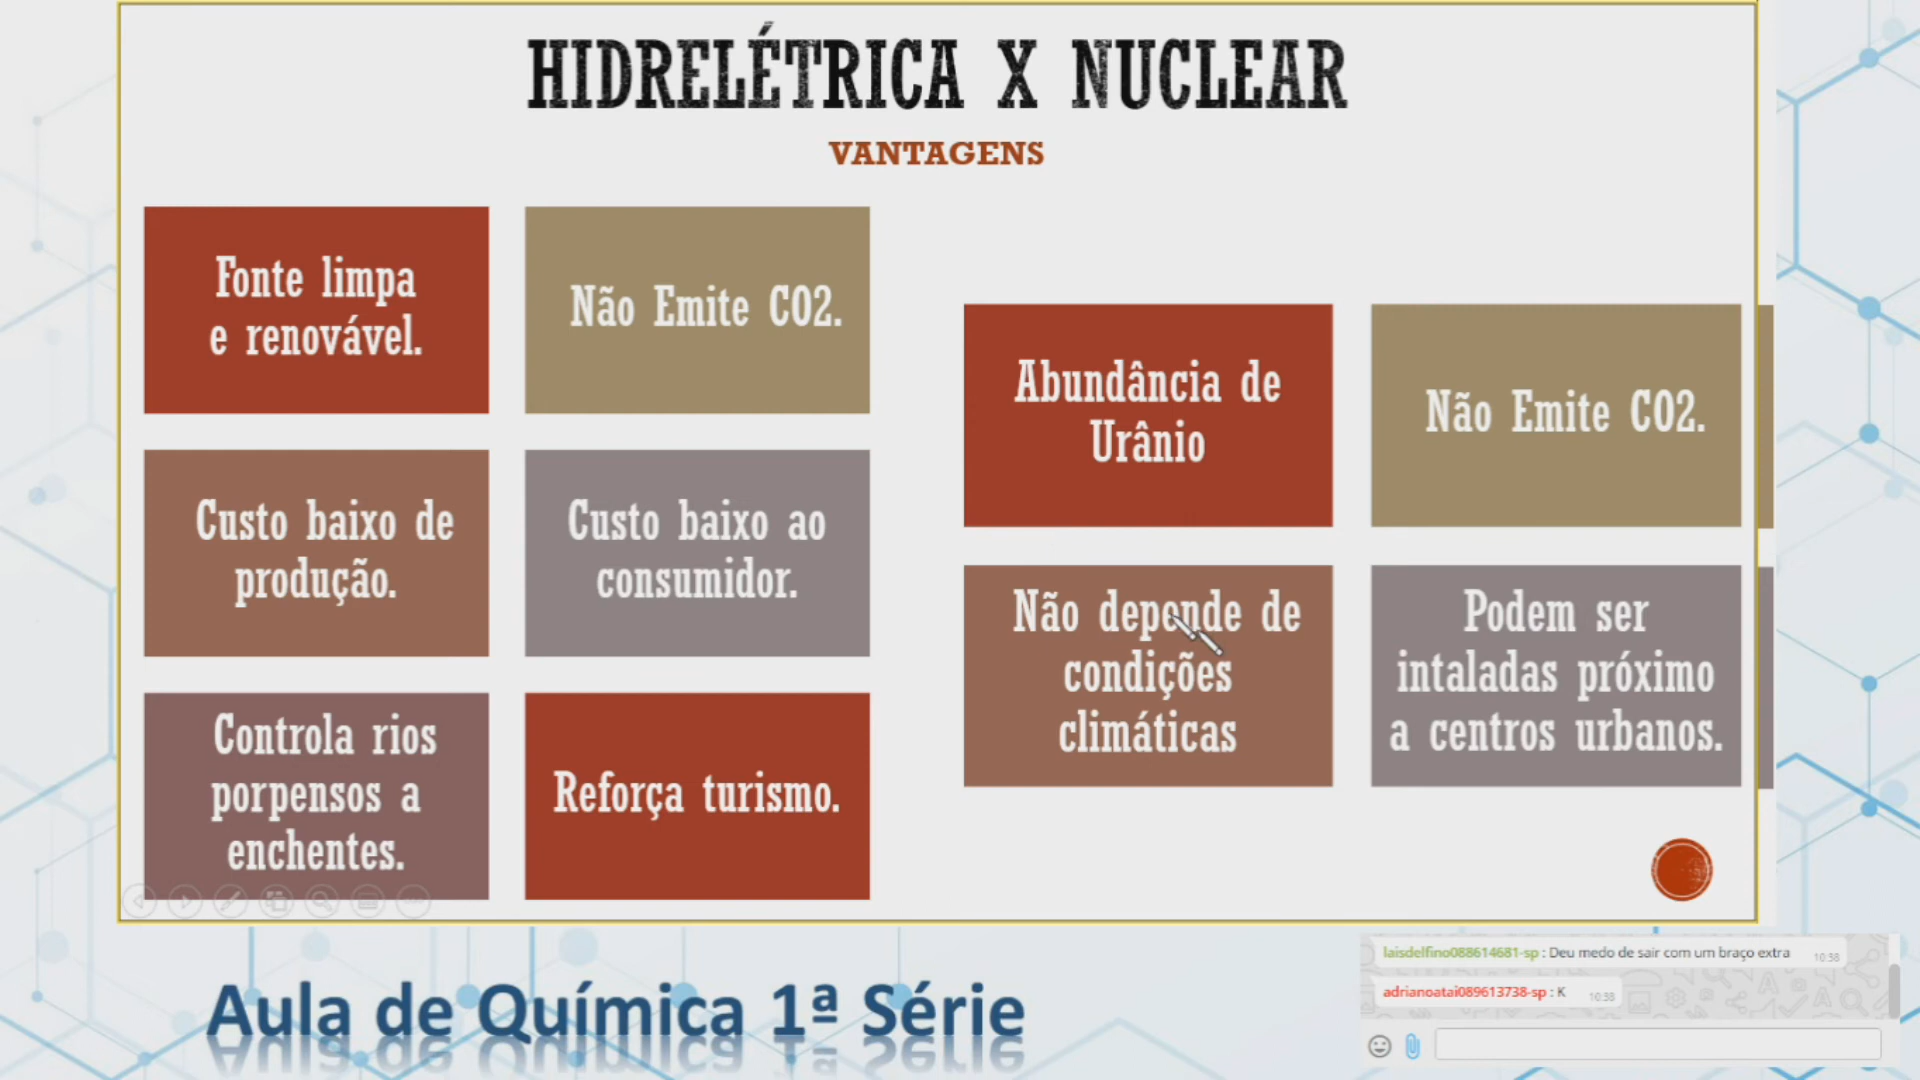 HIDRELÉTRICA X NUCLEAR
VANTAGENS
Fonte limpa
e renovável.
Não Emite CO2.
Custo baixo de
produção.
Custo baixo ao
consumidor.
Controla rios
porpensos a
enchentes.
Reforça turismo.
Abundância de
Urânio
Não Emite CO2.
Não depende de
condições
climáticas
Podem ser
intaladas próximo
a centros urbanos.
Aula de Química 1ª Série
laisdelfino088614681-sp : Deu medo de sair com um braço extra 10:38
adrianoatai089613738-sp : K 10:38